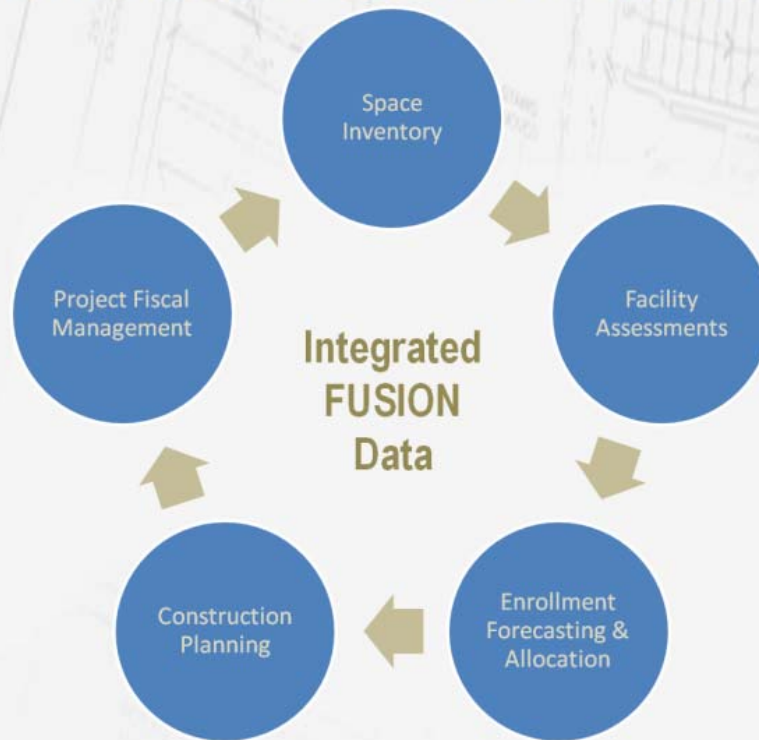 Space
Inventory
Facility
Assessments
Enrollment
Forecasting &
Allocation
Construction
Planning
Project Fiscal
Management
Integrated
FUSION
Data